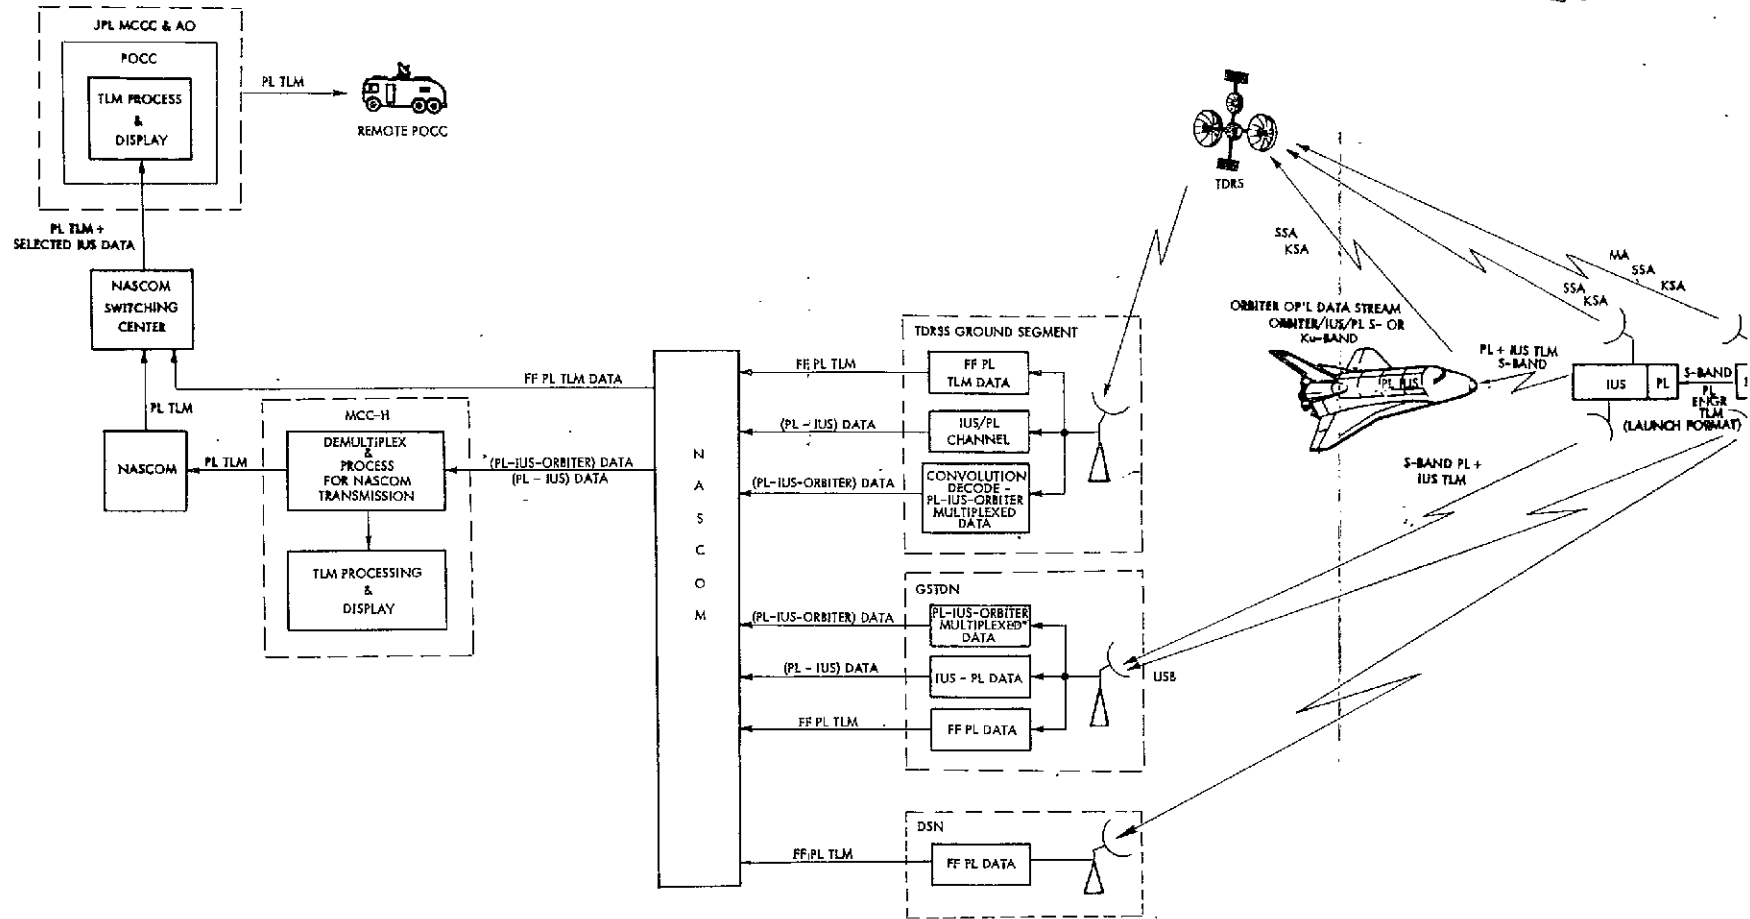 JPL MCCC & AO
POCC
TLM PROCESS
&
DISPLAY
PL TLM
REMOTE POCC
PL TLM +
SELECTED IUS DATA
NASCOM
SWITCHING
CENTER
PL TLM
NASCOM
PL TLM
MCC-H
DEMULTIPLEX
&
PROCESS
FOR NASCOM
TRANSMISSION
TLM PROCESSING
&
DISPLAY
FF PL TLM DATA
(PL-IUS-ORBITER) DATA
(PL - IUS) DATA
NASCOM
FF PL TLM
(PL - IUS) DATA
(PL-IUS-ORBITER) DATA
(PL-IUS-ORBITER) DATA
(PL - IUS) DATA
FF PL TLM
FF PL TLM
TDRSS GROUND SEGMENT
FF PL
TLM DATA
IUS/PL
CHANNEL
CONVOLUTION
DECODE -
PL-IUS-ORBITER
MULTIPLEXED
DATA
GSTDN
PL-IUS-ORBITER
MULTIPLEXED
DATA
IUS - PL DATA
FF PL DATA
USB
DSN
FF PL DATA
TDRS
SSA
KSA
SSA
KSA
MA
SSA
KSA
ORBITER OP'L DATA STREAM
ORBITER/IUS/PL S- OR
Ku-BAND
PL IUS
PL + IUS TLM
S-BAND
IUS
PL
S-BAND
PL
ENGR
TLM
(LAUNCH FORMAT)
S-BAND PL +
IUS TLM